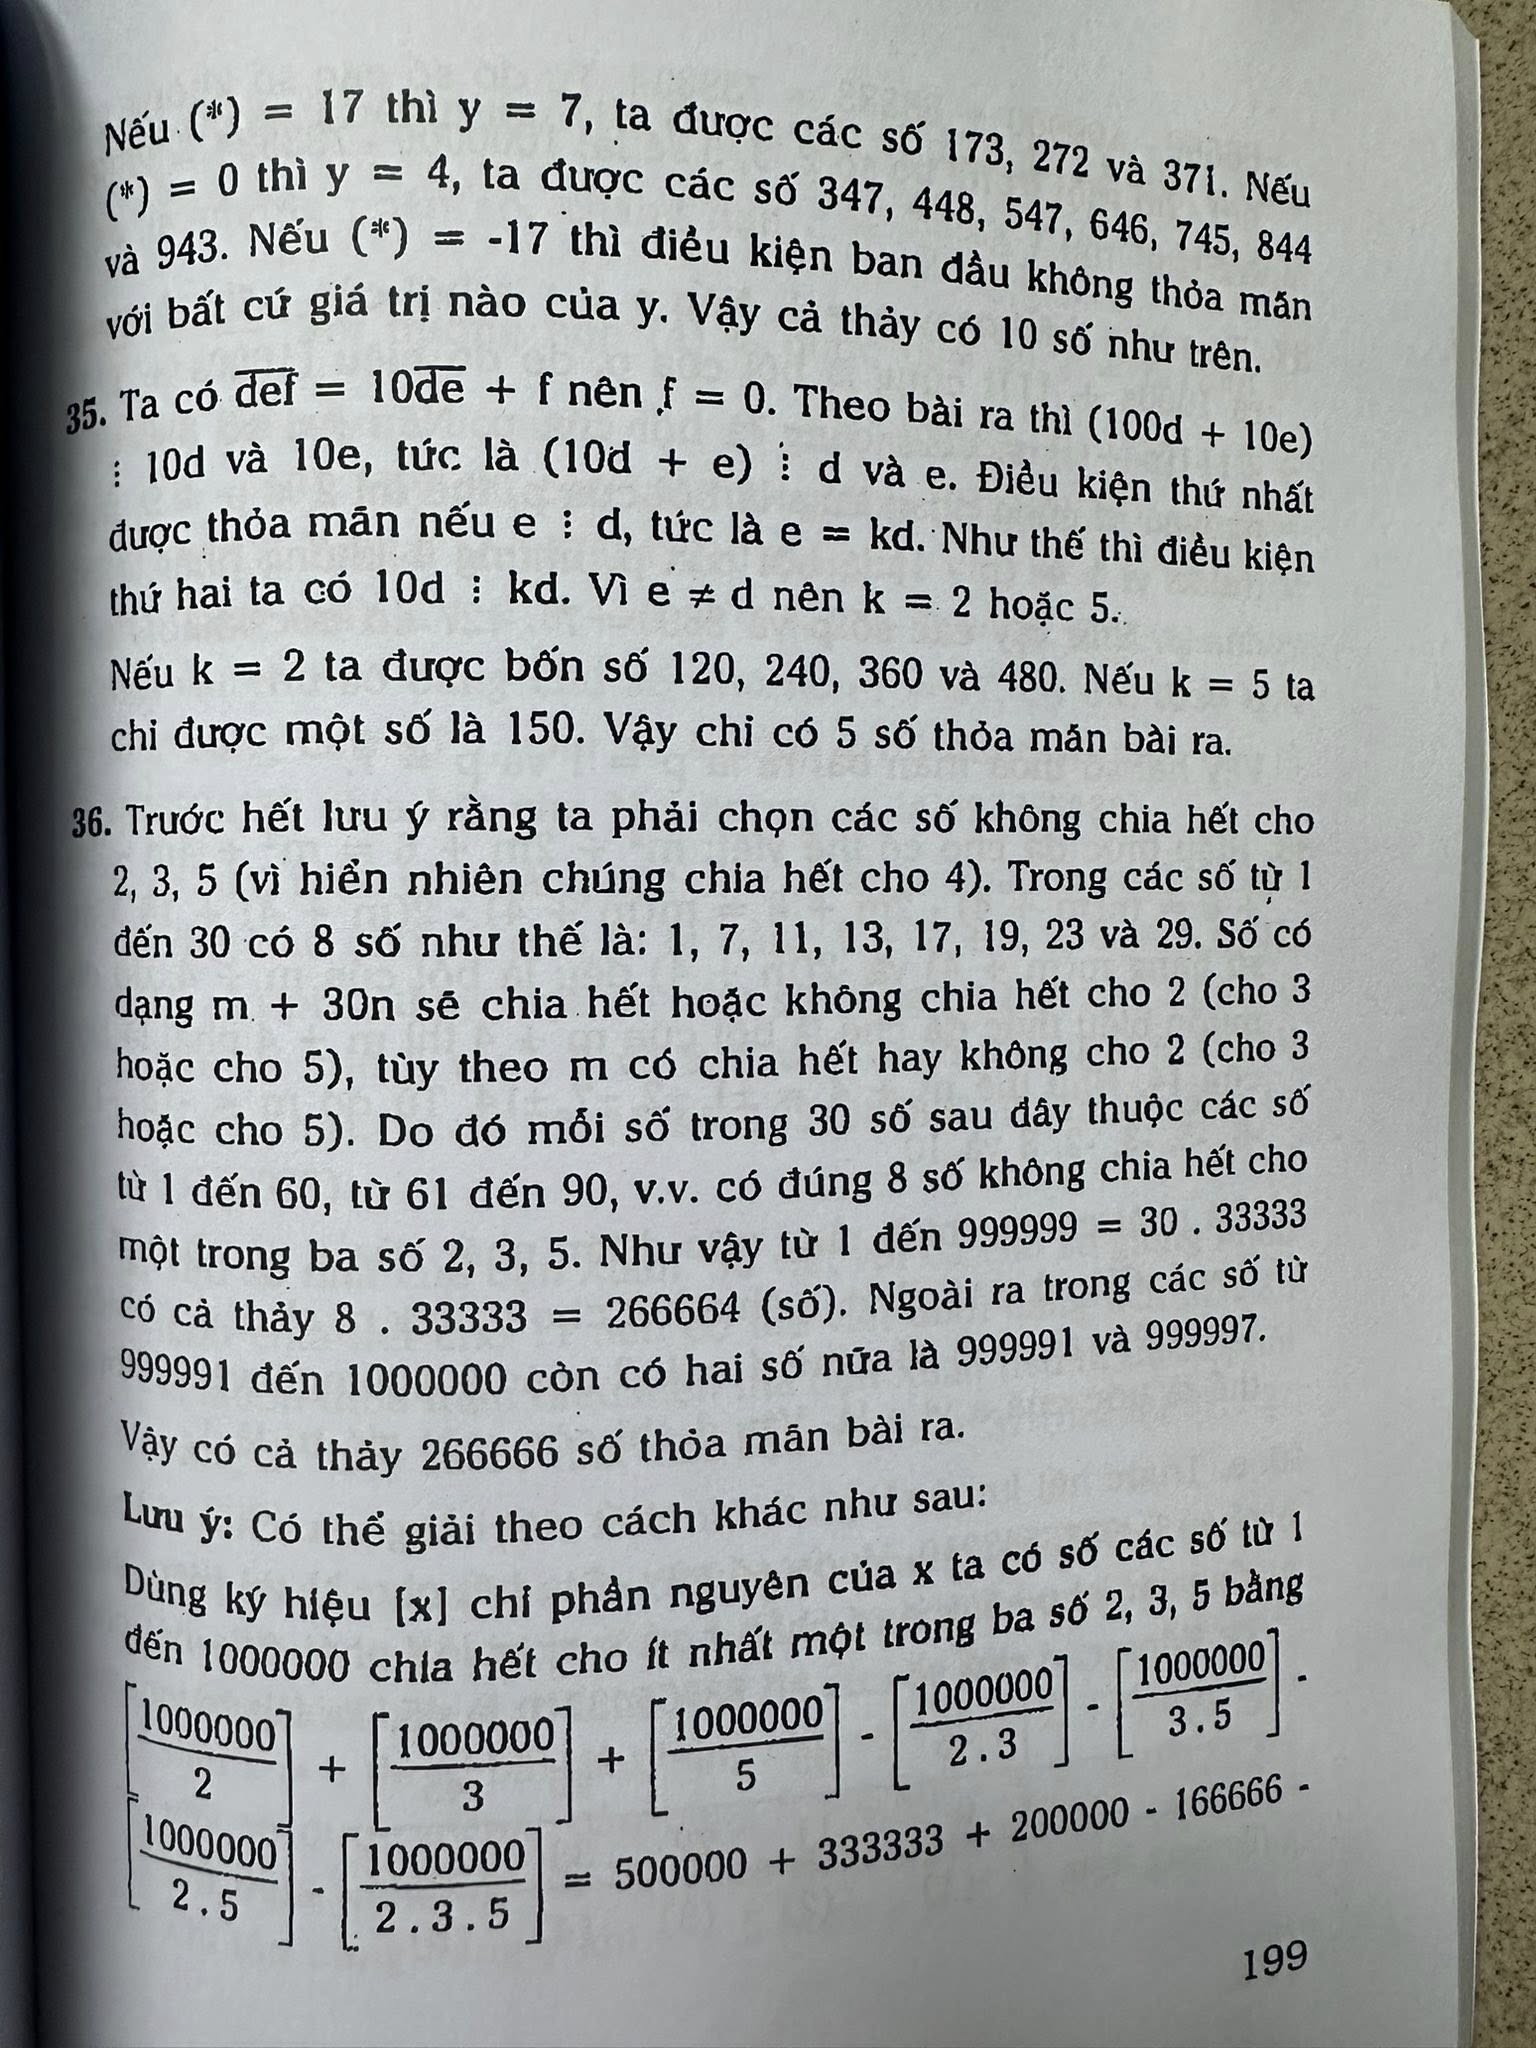 Nếu (*) = 17 thì y = 7, ta được các số 173, 272 và 371. Nếu
(*) = 0 thì y = 4, ta được các số 347, 448, 547, 646, 745, 844
và 943. Nếu (*) = -17 thì điều kiện ban đầu không thỏa mãn
với bất cứ giá trị nào của y. Vậy cả thảy có 10 số như trên.
35. Ta có d̅e̅f̅ = 10d̅e̅ + f nên f = 0. Theo bài ra thì (100d + 10e)
⋮ 10d và 10e, tức là (10d + e) ⋮ d và e. Điều kiện thứ nhất
được thỏa mãn nếu e ⋮ d, tức là e = kd. Như thế thì điều kiện
thứ hai ta có 10d ⋮ kd. Vì e ≠ d nên k = 2 hoặc 5.
Nếu k = 2 ta được bốn số 120, 240, 360 và 480. Nếu k = 5 ta
chi được một số là 150. Vậy chi có 5 số thỏa mãn bài ra.
36. Trước hết lưu ý rằng ta phải chọn các số không chia hết cho
2, 3, 5 (vì hiển nhiên chúng chia hết cho 4). Trong các số từ 1
đến 30 có 8 số như thế là: 1, 7, 11, 13, 17, 19, 23 và 29. Số có
dạng m + 30n sẽ chia hết hoặc không chia hết cho 2 (cho 3
hoặc cho 5), tùy theo m có chia hết hay không cho 2 (cho 3
hoặc cho 5). Do đó mỗi số trong 30 số sau đây thuộc các số
từ 1 đến 60, từ 61 đến 90, v.v. có đúng 8 số không chia hết cho
một trong ba số 2, 3, 5. Như vậy từ 1 đến 999999 = 30 . 33333
có cả thảy 8 . 33333 = 266664 (số). Ngoài ra trong các số từ
999991 đến 1000000 còn có hai số nữa là 999991 và 999997.
Vậy có cả thảy 266666 số thỏa mãn bài ra.
Lưu ý: Có thể giải theo cách khác như sau:
Dùng ký hiệu [x] chỉ phần nguyên của x ta có số các số từ 1
đến 1000000 chia hết cho ít nhất một trong ba số 2, 3, 5 bằng
[1000000/2] + [1000000/3] + [1000000/5] - [1000000/2 . 3] - [1000000/3 . 5] -
[1000000/2 . 5] - [1000000/2 . 3 . 5] = 500000 + 333333 + 200000 - 166666 -
199